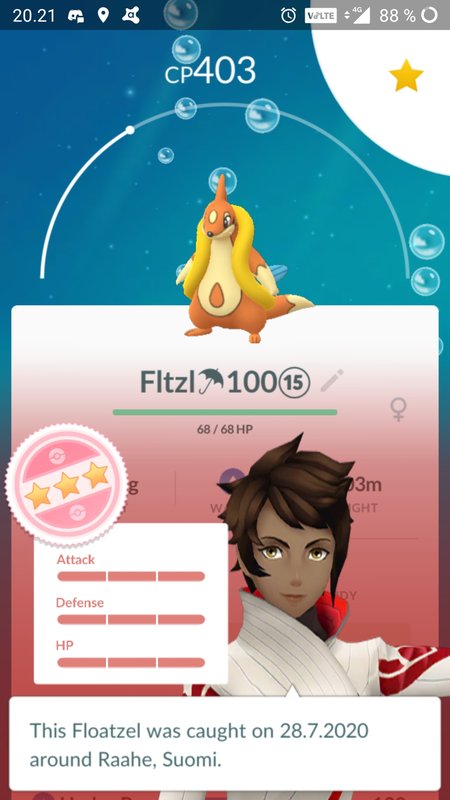 20.21 VoLTE 4G 88 %
CP403
Fltzl☂100⑮
68 / 68 HP
g
03m
W
GHT
Attack
DY
Defense
HP
This Floatzel was caught on 28.7.2020
around Raahe, Suomi.